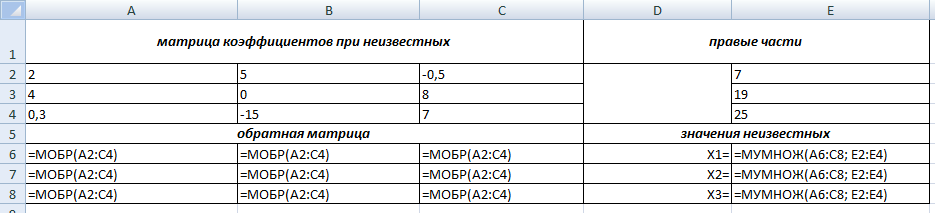 A B C D E
1 матрица коэффициентов при неизвестных правые части
2 2 5 -0,5 7
3 4 0 8 19
4 0,3 -15 7 25
5 обратная матрица значения неизвестных
6 =МОБР(A2:C4) =МОБР(A2:C4) =МОБР(A2:C4) X1= =МУМНОЖ(A6:C8; E2:E4)
7 =МОБР(A2:C4) =МОБР(A2:C4) =МОБР(A2:C4) X2= =МУМНОЖ(A6:C8; E2:E4)
8 =МОБР(A2:C4) =МОБР(A2:C4) =МОБР(A2:C4) X3= =МУМНОЖ(A6:C8; E2:E4)